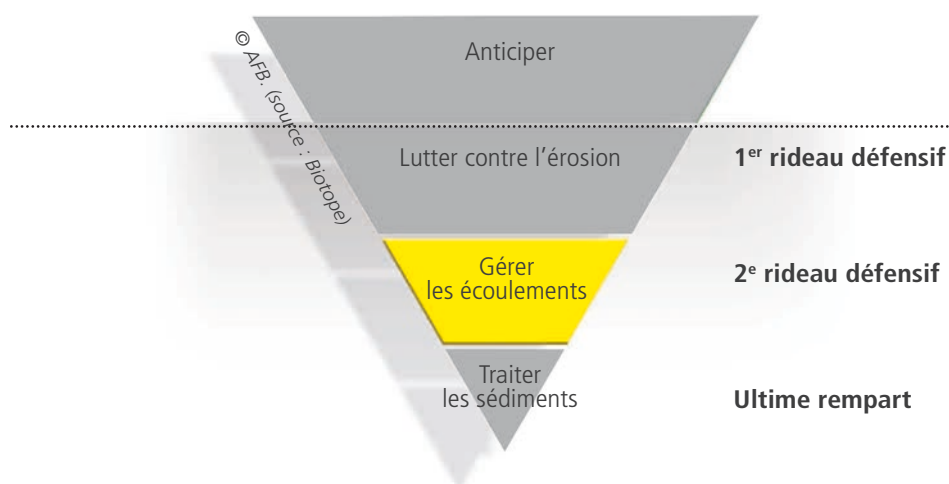 Anticiper
© AFB. (source : Biotope)
Lutter contre l'érosion
1er rideau défensif
Gérer
les écoulements
2e rideau défensif
Traiter
les sédiments
Ultime rempart